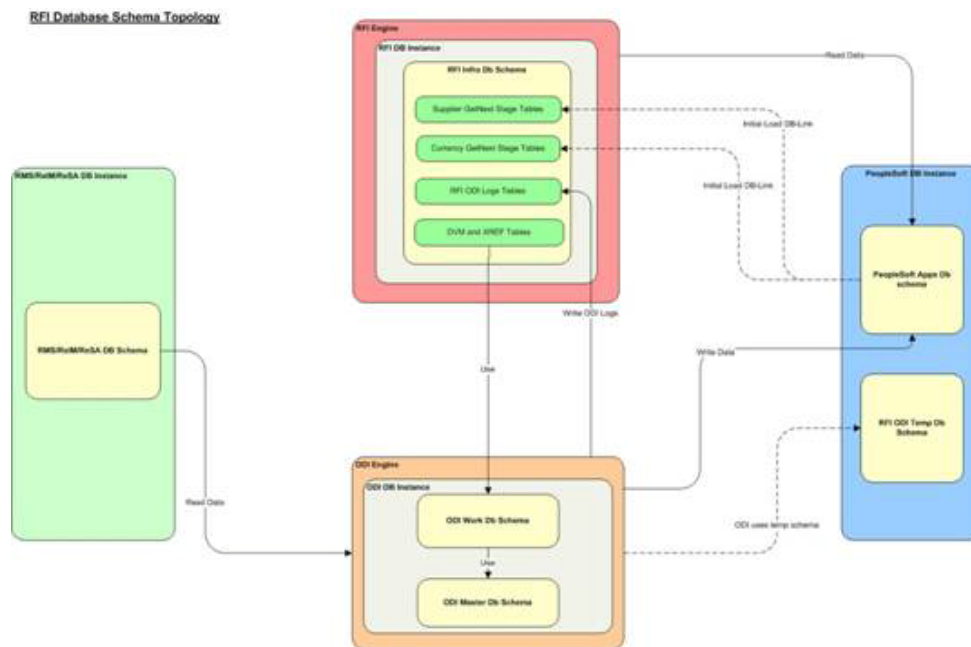 RFI Database Schema Topology
RFI Engine
RFI DB Instance
RFI Infra Db Schema
Supplier GetNext Stage Tables
Currency GetNext Stage Tables
RFI ODI Logs Tables
DVM and XREF Tables
Read Data
Initial Load DB-Link
Initial Load DB-Link
RMS/ReIM/ReSA DB Instance
RMS/ReIM/ReSA DB Schema
PeopleSoft DB Instance
PeopleSoft Apps Db
schema
RFI ODI Temp Db
Schema
Write ODI Logs
Write Data
Use
Read Data
ODI uses temp schema
ODI Engine
ODI DB Instance
ODI Work Db Schema
Use
ODI Master Db Schema